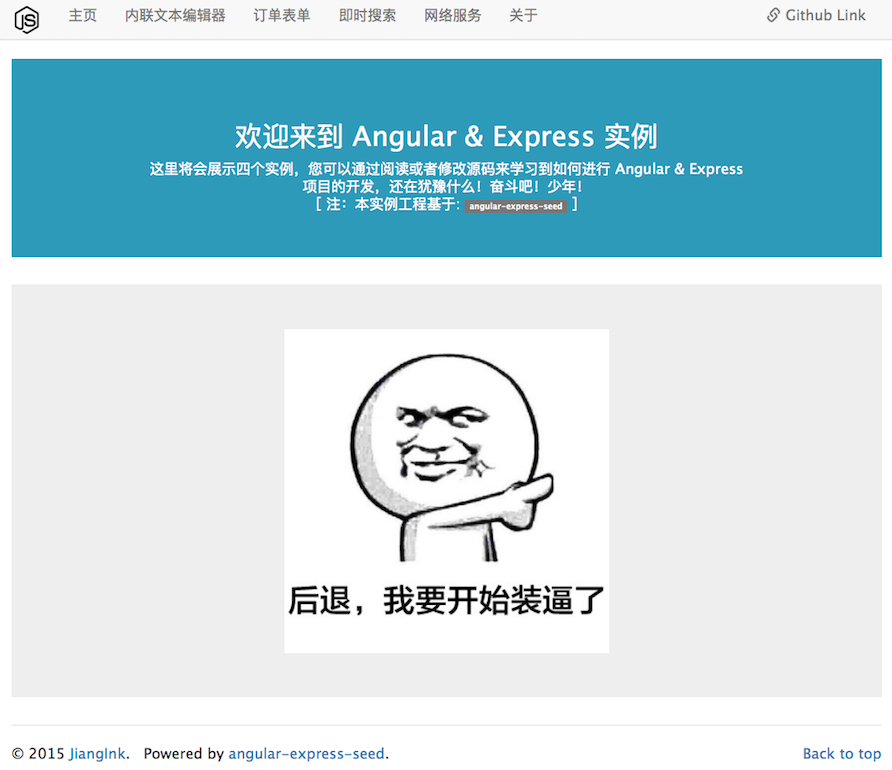 JS 主页 内联文本编辑器 订单表单 即时搜索 网络服务 关于 Github Link
欢迎来到 Angular & Express 实例
这里将会展示四个实例，您可以通过阅读或者修改源码来学习到如何进行 Angular & Express
项目的开发，还在犹豫什么！奋斗吧！少年！
[ 注：本实例工程基于: angular-express-seed ]
后退，我要开始装逼了
© 2015 JiangInk. Powered by angular-express-seed. Back to top